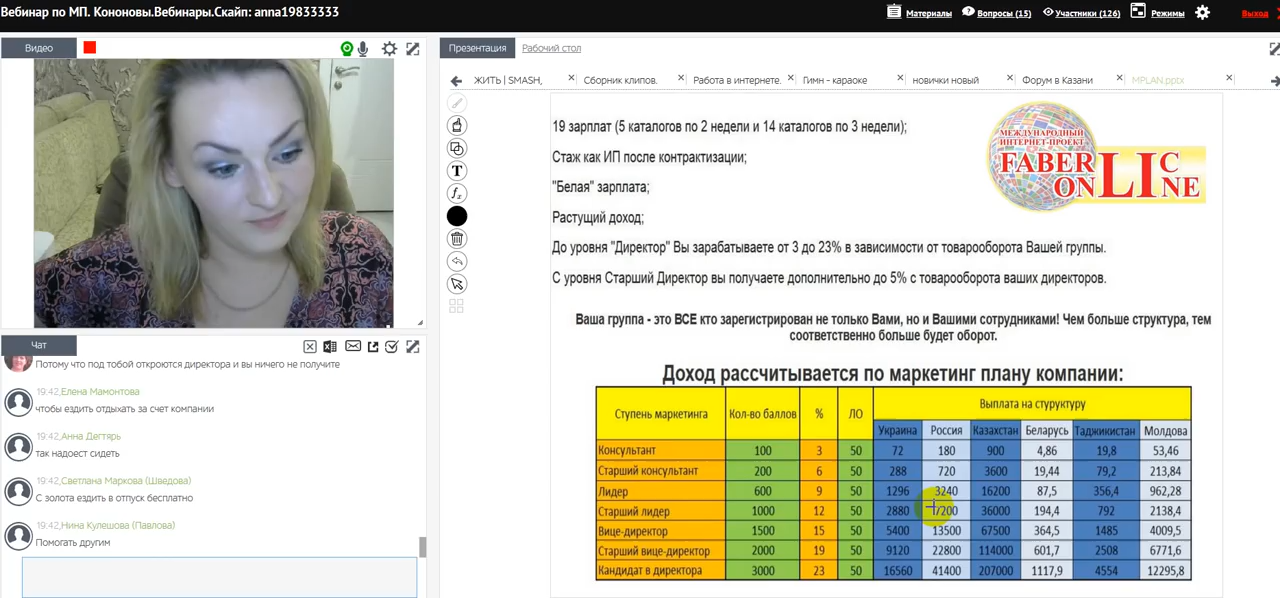 Вебинар по МП. Кононовы.Вебинары.Скайп: anna19833333
Материалы
Вопросы (15)
Участники (126)
Режимы
Выход
Видео
Презентация
Рабочий стол
ЖИТЬ | SMASH,
Сборник клипов.
Работа в интернете.
Гимн - караоке
новички новый
Форум в Казани
MPLAN.pptx
19 зарплат (5 каталогов по 2 недели и 14 каталогов по 3 недели);
Стаж как ИП после контрактизации;
"Белая" зарплата;
Растущий доход;
До уровня "Директор" Вы зарабатываете от 3 до 23% в зависимости от товарооборота Вашей группы.
С уровня Старший Директор вы получаете дополнительно до 5% с товарооборота ваших директоров.
МЕЖДУНАРОДНЫЙ
ИНТЕРНЕТ-ПРОЕКТ
FABERLIC
ONLINE
Ваша группа - это ВСЕ кто зарегистрирован не только Вами, но и Вашими сотрудниками! Чем больше структура, тем
соответственно больше будет оборот.
Доход рассчитывается по маркетинг плану компании:
Ступень маркетинга Кол-во баллов % ЛО Выплата на стуруктуру
Украина Россия Казахстан Беларусь Таджикистан Молдова
Консультант 100 3 50 72 180 900 4,86 19,8 53,46
Старший консультант 200 6 50 288 720 3600 19,44 79,2 213,84
Лидер 600 9 50 1296 3240 16200 87,5 356,4 962,28
Старший лидер 1000 12 50 2880 7200 36000 194,4 792 2138,4
Вице-директор 1500 15 50 5400 13500 67500 364,5 1485 4009,5
Старший вице-директор 2000 19 50 9120 22800 114000 601,7 2508 6771,6
Кандидат в директора 3000 23 50 16560 41400 207000 1117,9 4554 12295,8
Чат
Потому что под тобой откроются директора и вы ничего не получите
19:42,Елена Мамонтова
чтобы ездить отдыхать за счет компании
19:42,Анна Дегтярь
так надоест сидеть
19:42,Светлана Маркова (Шведова)
С золота ездить в отпуск бесплатно
19:42,Нина Кулешова (Павлова)
Помогать другим